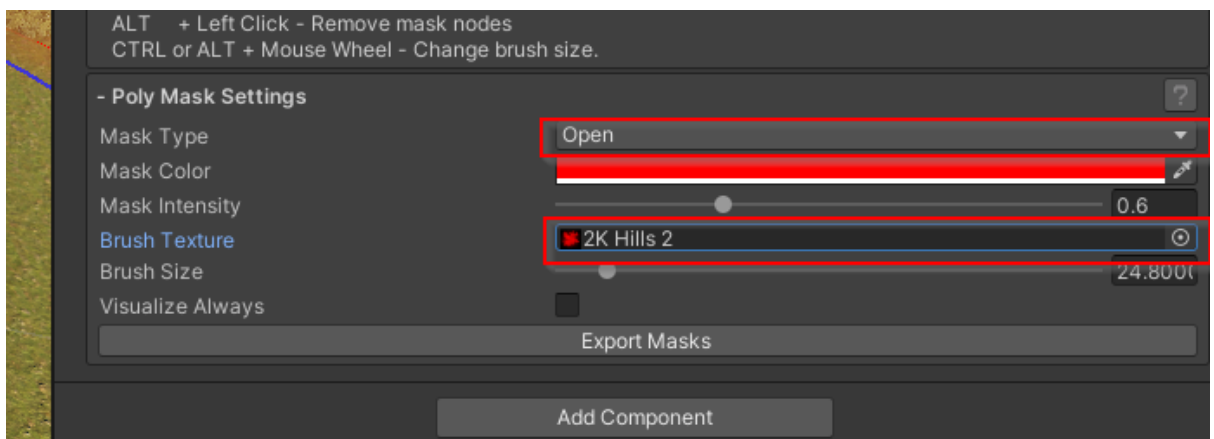 ALT + Left Click - Remove mask nodes
CTRL or ALT + Mouse Wheel - Change brush size.
- Poly Mask Settings
?
Mask Type Open
Mask Color
Mask Intensity 0.6
Brush Texture 2K Hills 2
Brush Size 24.800(
Visualize Always
Export Masks
Add Component